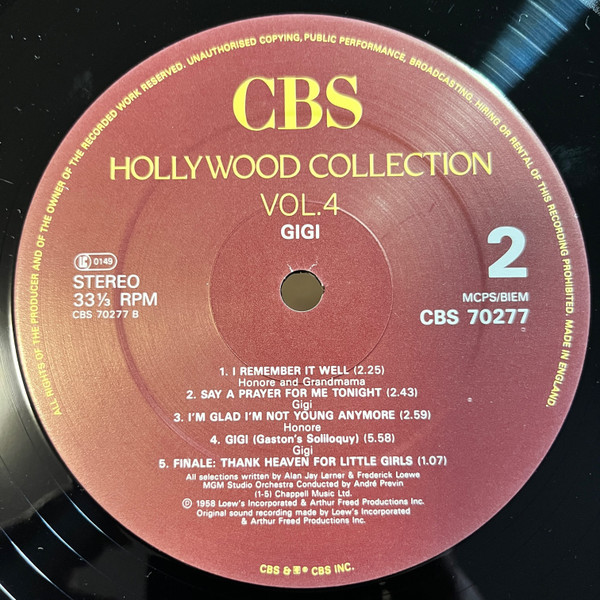 ALL RIGHTS OF THE PRODUCER AND OF THE OWNER OF THE RECORDED WORK RESERVED. UNAUTHORISED COPYING, PUBLIC PERFORMANCE, BROADCASTING, HIRING OR RENTAL OF THIS RECORDING PROHIBITED. MADE IN ENGLAND.
CBS
HOLLYWOOD COLLECTION
VOL.4
GIGI
LC 0149
STEREO
33⅓ RPM
CBS 70277 B
2
MCPS/BIEM
CBS 70277
1. I REMEMBER IT WELL (2.25)
Honore and Grandmama
2. SAY A PRAYER FOR ME TONIGHT (2.43)
Gigi
3. I'M GLAD I'M NOT YOUNG ANYMORE (2.59)
Honore
4. GIGI (Gaston's Soliloquy) (5.58)
Gigi
5. FINALE: THANK HEAVEN FOR LITTLE GIRLS (1.07)
All selections written by Alan Jay Lerner & Frederick Loewe
MGM Studio Orchestra Conducted by André Previn
(1-5) Chappell Music Ltd.
℗ 1958 Loew's Incorporated & Arthur Freed Productions Inc.
Original sound recording made by Loew's Incorporated
& Arthur Freed Productions Inc.
CBS & ® CBS INC.